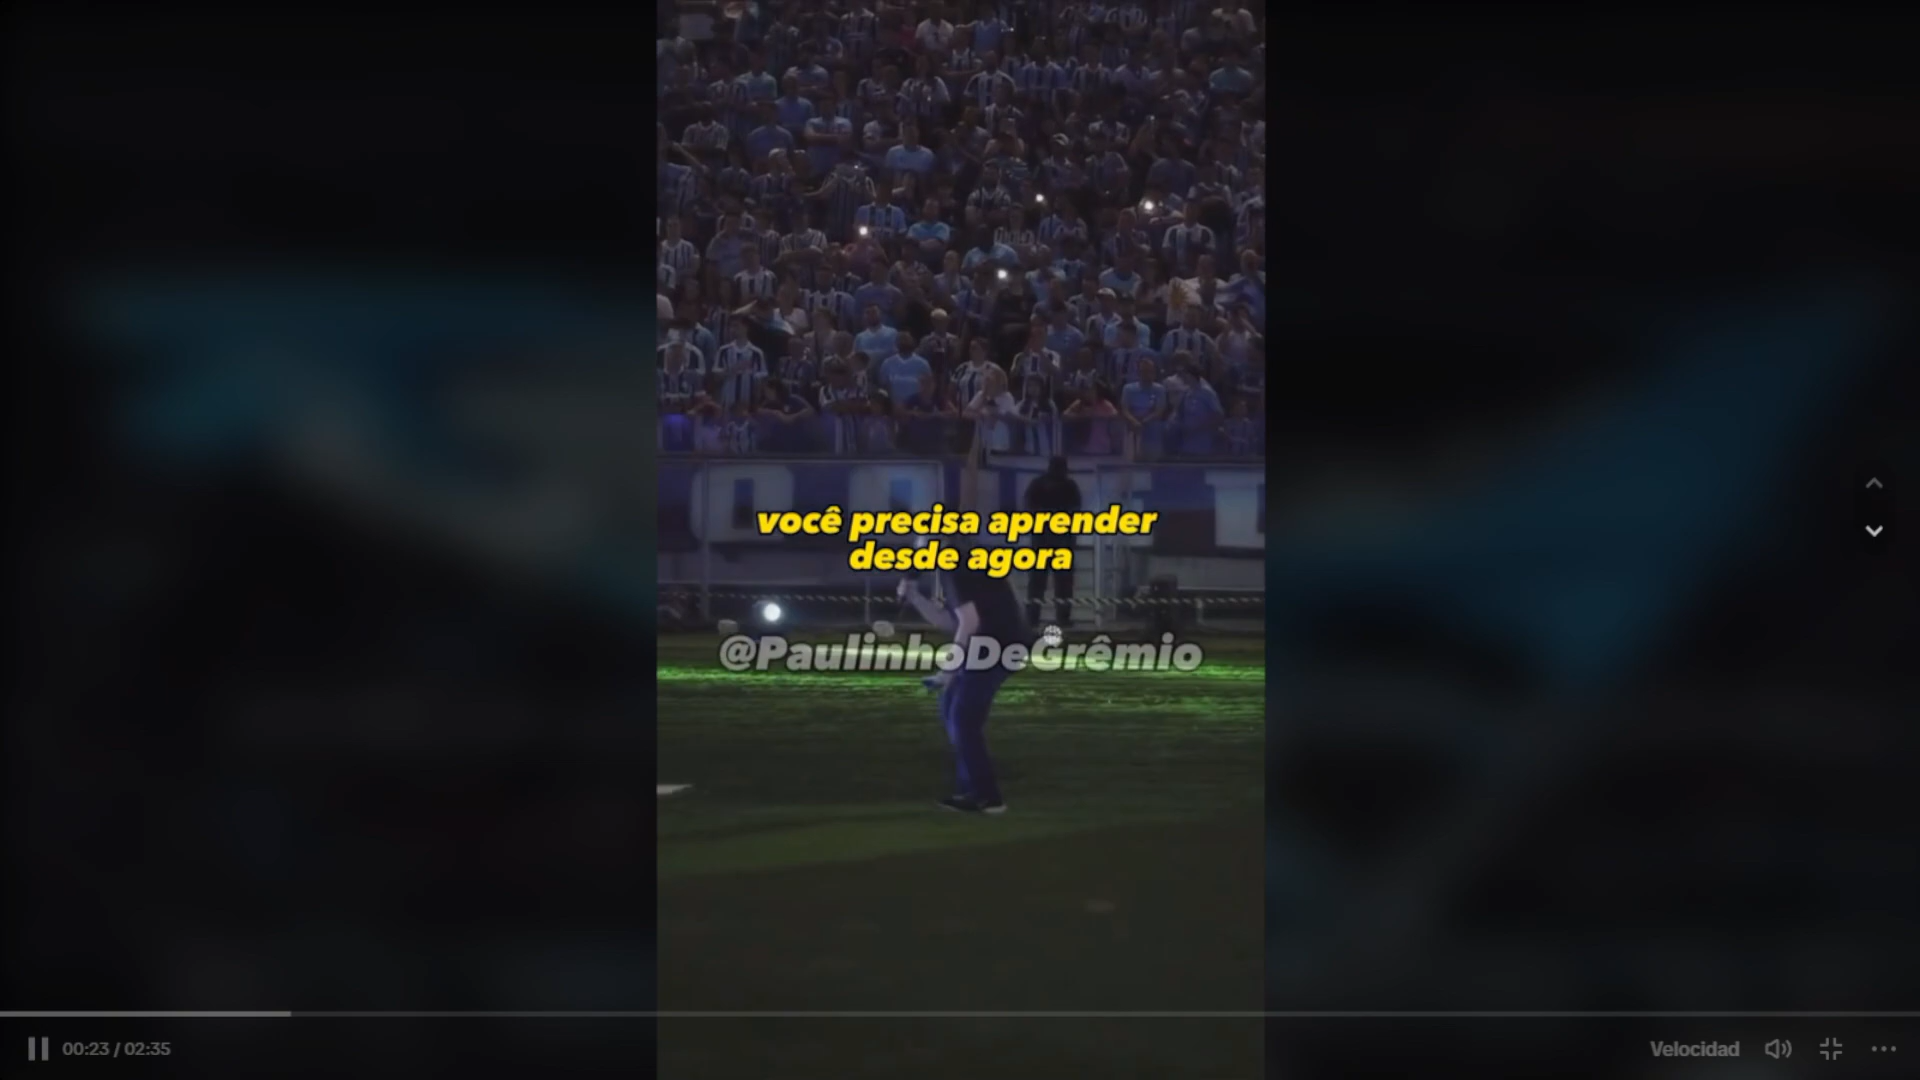 você precisa aprender
desde agora
@PaulinhoDeGrêmio
00:23 / 02:35
Velocidad